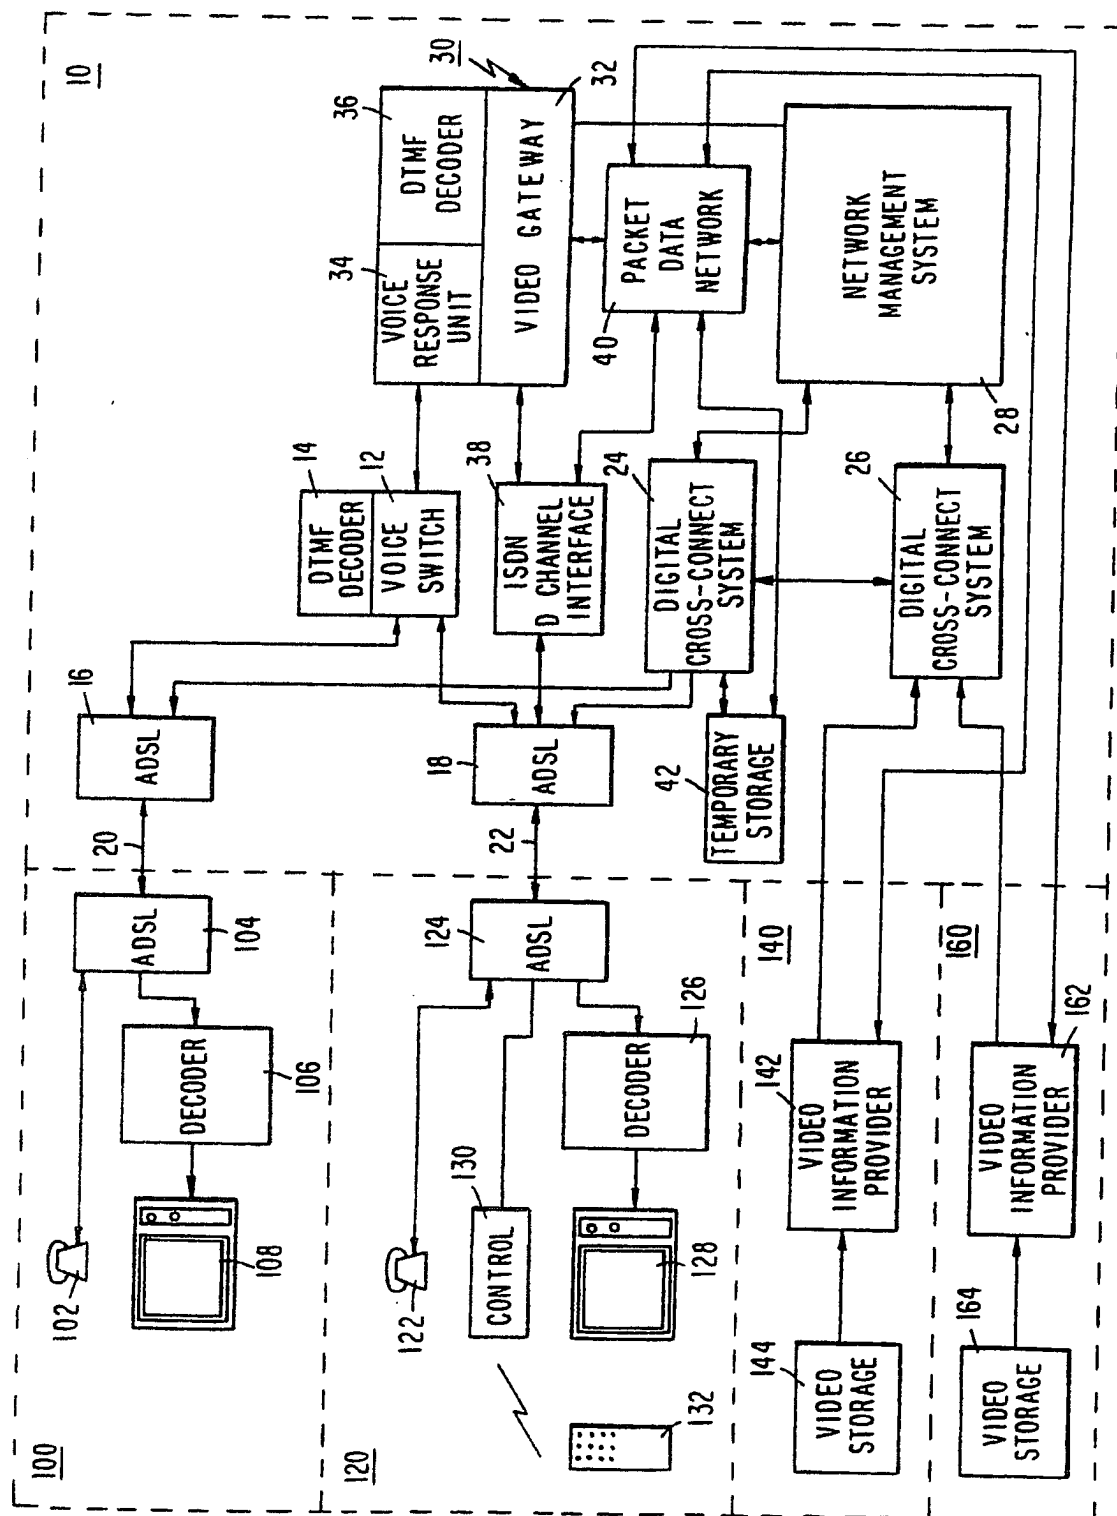 10
36
DTMF
DECODER
34
VOICE
RESPONSE
UNIT
30
32
VIDEO GATEWAY
14
DTMF
DECODER
12
VOICE
SWITCH
38
ISDN
D CHANNEL
INTERFACE
40
PACKET
DATA
NETWORK
NETWORK
MANAGEMENT
SYSTEM
28
24
DIGITAL
CROSS-CONNECT
SYSTEM
26
DIGITAL
CROSS-CONNECT
SYSTEM
16
ADSL
18
ADSL
42
TEMPORARY
STORAGE
20
22
100
ADSL
104
DECODER
106
102
108
120
124
ADSL
DECODER
126
122
130
CONTROL
128
132
140
142
VIDEO
INFORMATION
PROVIDER
144
VIDEO
STORAGE
160
VIDEO
INFORMATION
PROVIDER
162
164
VIDEO
STORAGE